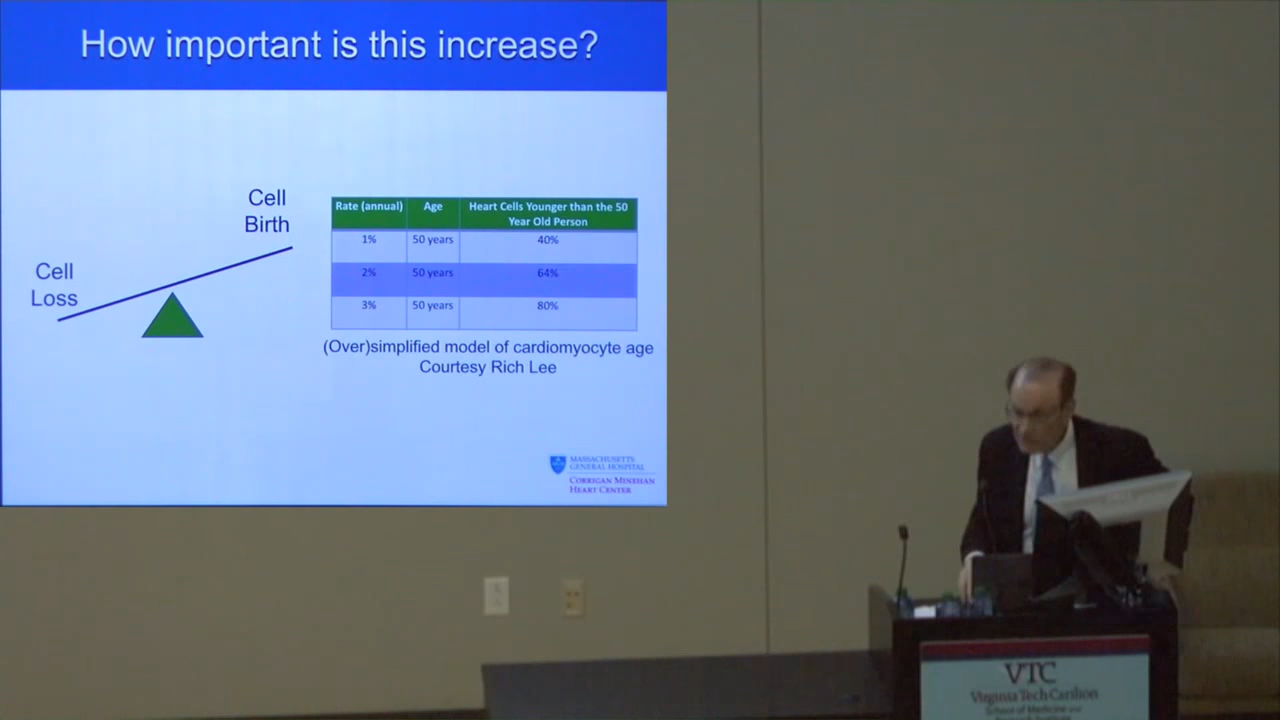 How important is this increase?
Cell
Birth
Cell
Loss
Rate (annual) Age Heart Cells Younger than the 50
Year Old Person
1% 50 years 40%
2% 50 years 64%
3% 50 years 80%
(Over)simplified model of cardiomyocyte age
Courtesy Rich Lee
MASSACHUSETTS
GENERAL HOSPITAL
CORRIGAN MINEHAN
HEART CENTER
VTC
Virginia Tech Carilion
School of Medicine and